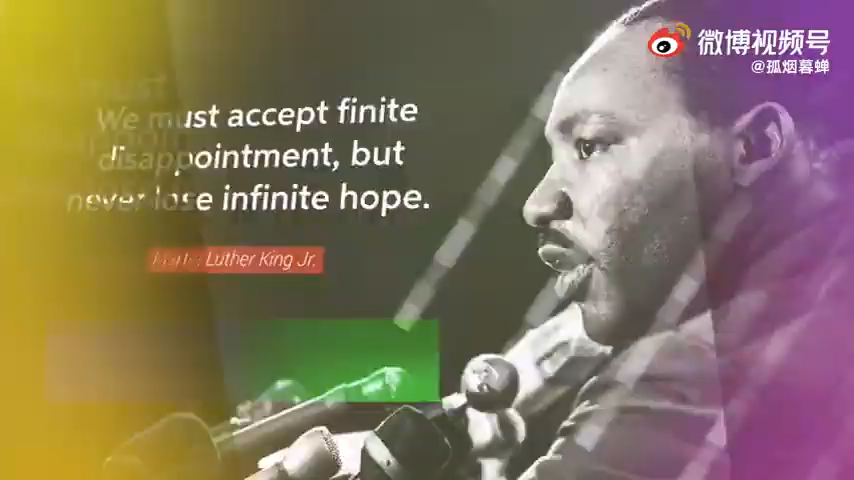 微博视频号
@孤烟暮蝉
We must accept finite
disappointment, but
never lose infinite hope.
Luther King Jr.